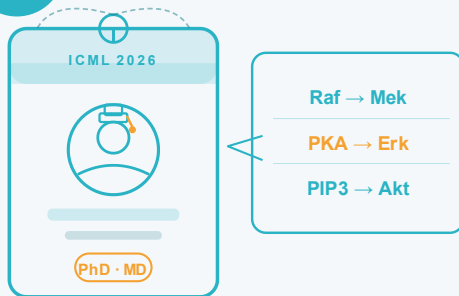 ICML 2026
PhD · MD
Raf → Mek
PKA → Erk
PIP3 → Akt